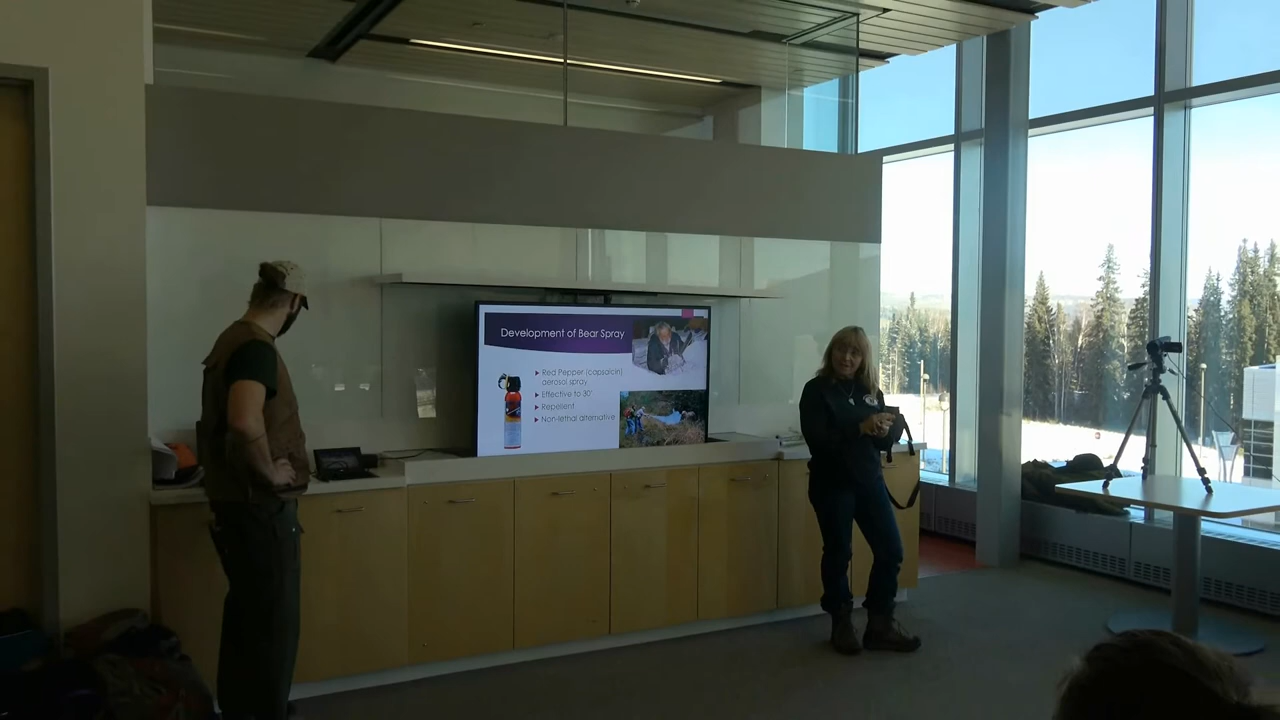 Development of Bear Spray
Red Pepper (capsaicin)
aerosol spray
Effective to 30'
Repellent
Non-lethal alternative